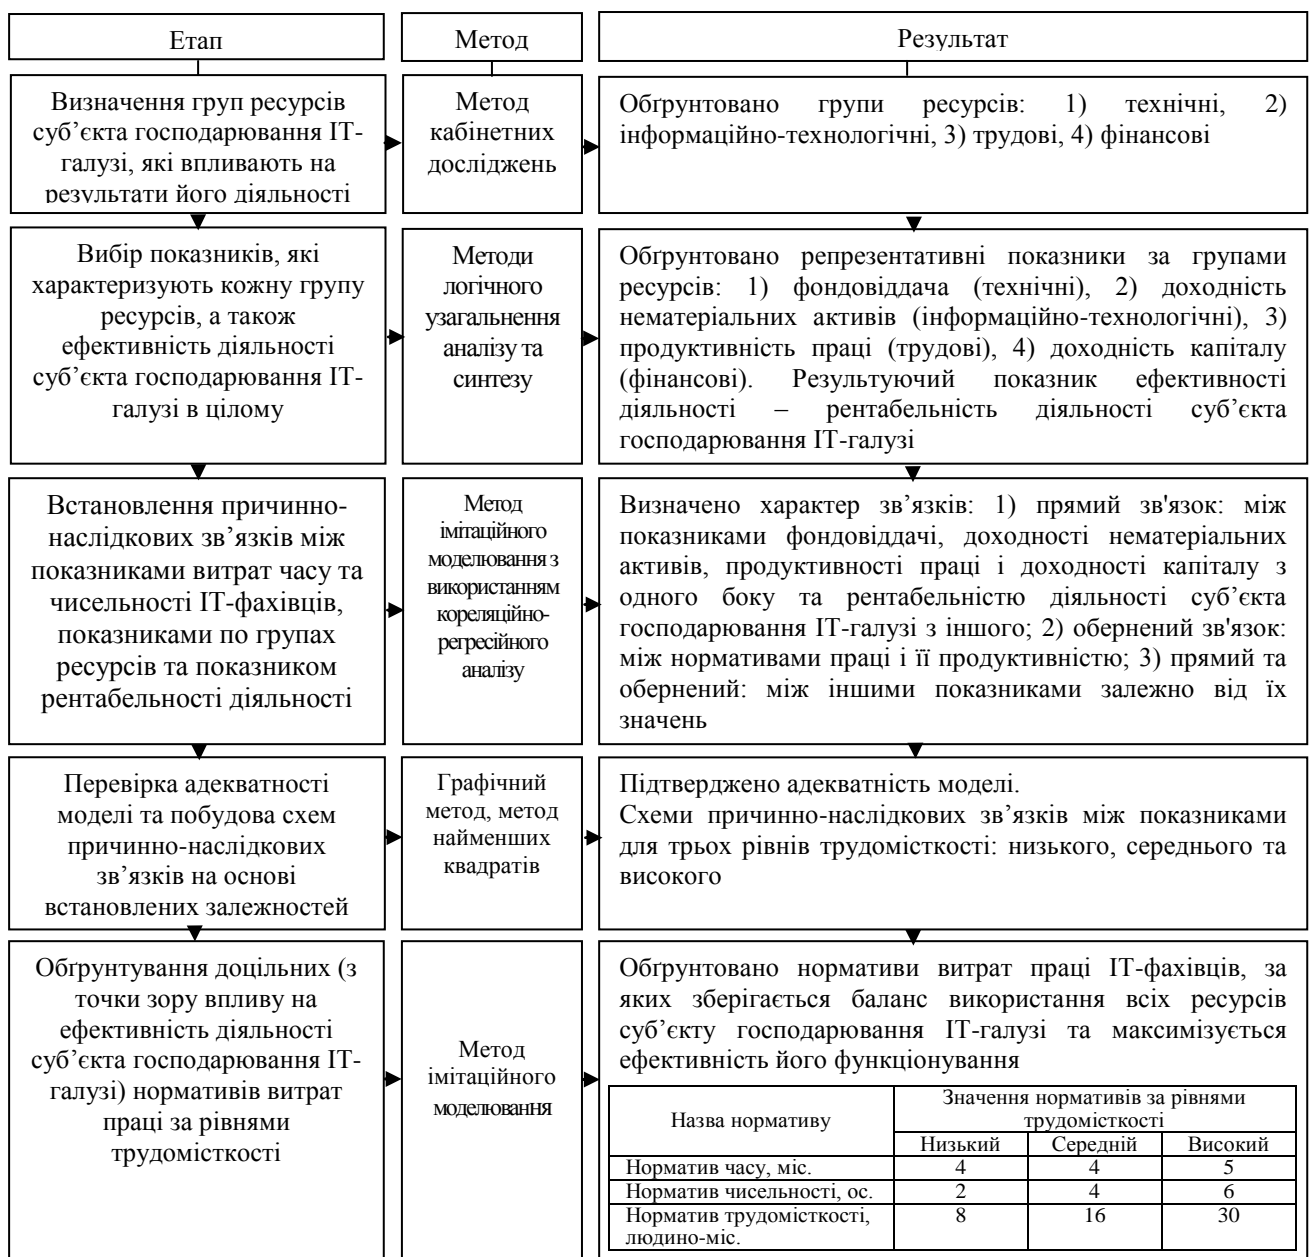 Етап
Метод
Результат
Визначення груп ресурсів
суб’єкта господарювання ІТ-
галузі, які впливають на
результати його діяльності
Метод
кабінетних
досліджень
Обґрунтовано групи ресурсів: 1) технічні, 2)
інформаційно-технологічні, 3) трудові, 4) фінансові
Вибір показників, які
характеризують кожну групу
ресурсів, а також
ефективність діяльності
суб’єкта господарювання ІТ-
галузі в цілому
Методи
логічного
узагальнення
аналізу та
синтезу
Обґрунтовано репрезентативні показники за групами
ресурсів: 1) фондовіддача (технічні), 2) доходність
нематеріальних активів (інформаційно-технологічні), 3)
продуктивність праці (трудові), 4) доходність капіталу
(фінансові). Результуючий показник ефективності
діяльності – рентабельність діяльності суб’єкта
господарювання ІТ-галузі
Встановлення причинно-
наслідкових зв’язків між
показниками витрат часу та
чисельності ІТ-фахівців,
показниками по групах
ресурсів та показником
рентабельності діяльності
Метод
імітаційного
моделювання з
використанням
кореляційно-
регресійного
аналізу
Визначено характер зв’язків: 1) прямий зв'язок: між
показниками фондовіддачі, доходності нематеріальних
активів, продуктивності праці і доходності капіталу з
одного боку та рентабельністю діяльності суб’єкта
господарювання ІТ-галузі з іншого; 2) обернений зв'язок:
між нормативами праці і її продуктивністю; 3) прямий та
обернений: між іншими показниками залежно від їх
значень
Перевірка адекватності
моделі та побудова схем
причинно-наслідкових
зв’язків на основі
встановлених залежностей
Графічний
метод, метод
найменших
квадратів
Підтверджено адекватність моделі.
Схеми причинно-наслідкових зв’язків між показниками
для трьох рівнів трудомісткості: низького, середнього та
високого
Обґрунтування доцільних (з
точки зору впливу на
ефективність діяльності
суб’єкта господарювання ІТ-
галузі) нормативів витрат
праці за рівнями
трудомісткості
Метод
імітаційного
моделювання
Обґрунтовано нормативи витрат праці ІТ-фахівців, за
яких зберігається баланс використання всіх ресурсів
суб’єкту господарювання ІТ-галузі та максимізується
ефективність його функціонування
Назва нормативу
Значення нормативів за рівнями
трудомісткості
Низький Середній Високий
Норматив часу, міс. 4 4 5
Норматив чисельності, ос. 2 4 6
Норматив трудомісткості, 8 16 30
людино-міс.